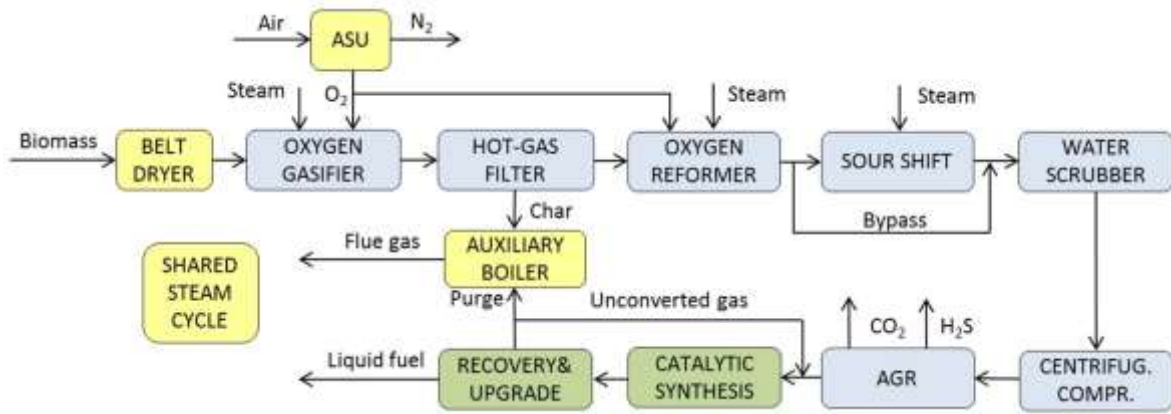 Air
ASU
N2
Steam
O2
Steam
Steam
Biomass
BELT
DRYER
OXYGEN
GASIFIER
HOT-GAS
FILTER
OXYGEN
REFORMER
SOUR SHIFT
WATER
SCRUBBER
Char
Bypass
Flue gas
AUXILIARY
BOILER
SHARED
STEAM
CYCLE
Purge
Unconverted gas
CO2
H2S
Liquid fuel
RECOVERY&
UPGRADE
CATALYTIC
SYNTHESIS
AGR
CENTRIFUG.
COMPR.